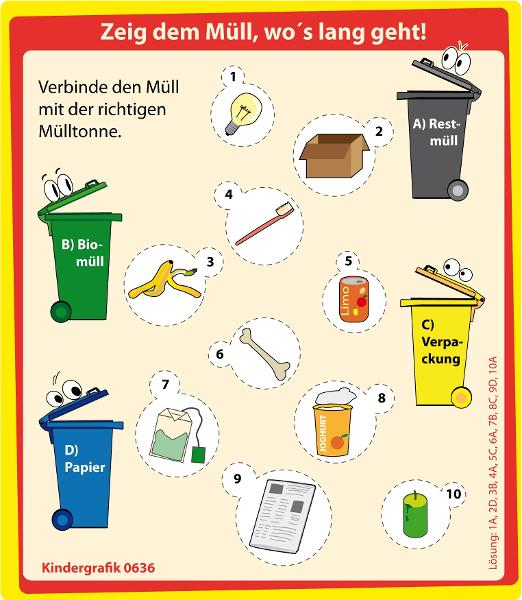 Zeig dem Müll, wo´s lang geht!
Verbinde den Müll
mit der richtigen
Mülltonne.
1
2
A) Rest-
müll
4
B) Bio-
müll
3
5
Limo
C)
Verpa-
ckung
6
7
8
JOGHURT
D)
Papier
9
10
Lösung: 1A, 2D, 3B, 4A, 5C, 6A, 7B, 8C, 9D, 10A
Kindergrafik 0636